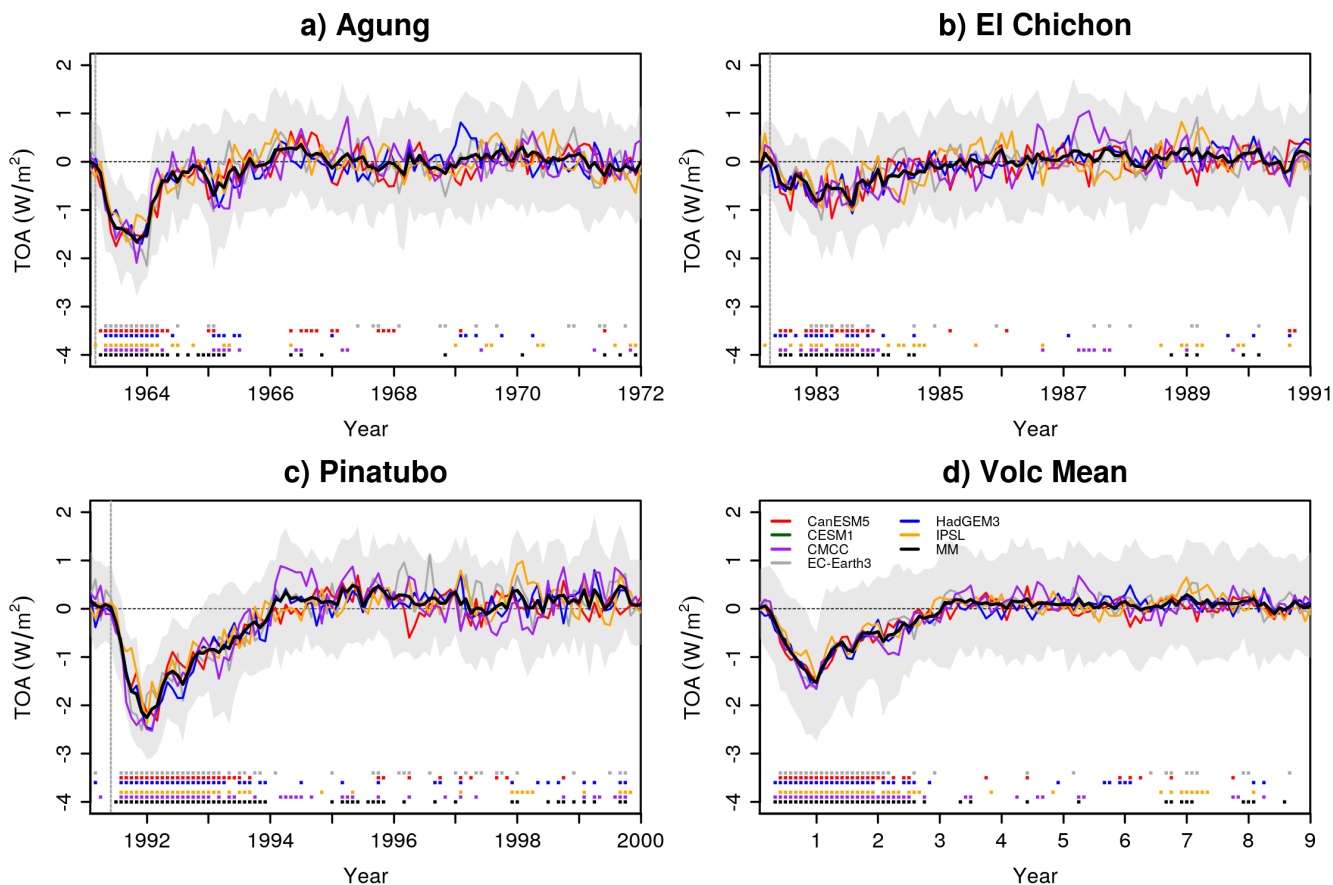 a) Agung
TOA (W/m²)
2
1
0
-1
-2
-3
-4
1964 1966 1968 1970 1972
Year
b) El Chichon
TOA (W/m²)
2
1
0
-1
-2
-3
-4
1983 1985 1987 1989 1991
Year
c) Pinatubo
TOA (W/m²)
2
1
0
-1
-2
-3
-4
1992 1994 1996 1998 2000
Year
d) Volc Mean
TOA (W/m²)
2
1
0
-1
-2
-3
-4
CanESM5 HadGEM3
CESM1 IPSL
CMCC MM
EC-Earth3
1 2 3 4 5 6 7 8 9
Year